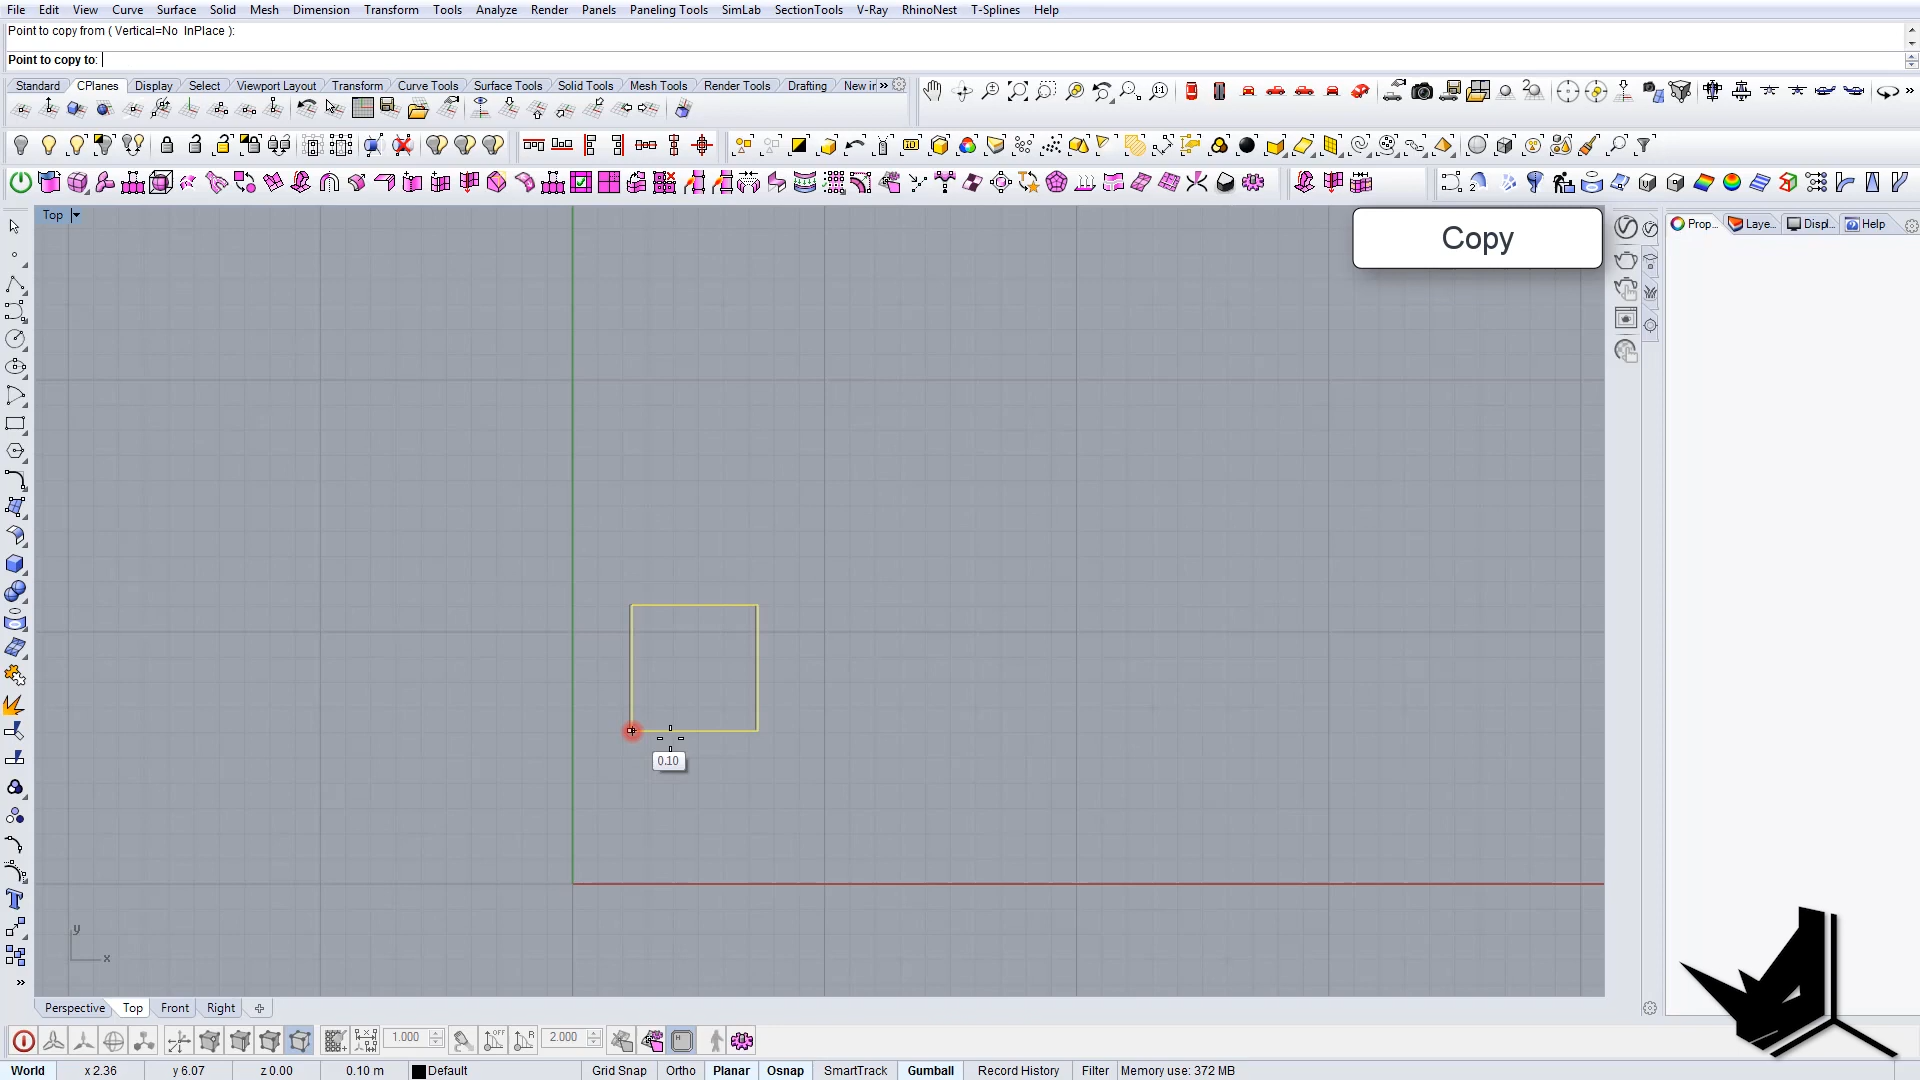 File Edit View Curve Surface Solid Mesh Dimension Transform Tools Analyze Render Panels Paneling Tools SimLab SectionTools V-Ray RhinoNest T-Splines Help
Point to copy from ( Vertical=No InPlace ):
Point to copy to:
Standard CPlanes Display Select Viewport Layout Transform Curve Tools Surface Tools Solid Tools Mesh Tools Render Tools Drafting New in »
Top
Copy
Prop... Laye... Displ... Help
0.10
y
x
Perspective Top Front Right
1.000 OFF R 2.000 H
World x 2.36 y 6.07 z 0.00 0.10 m Default Grid Snap Ortho Planar Osnap SmartTrack Gumball Record History Filter Memory use: 372 MB